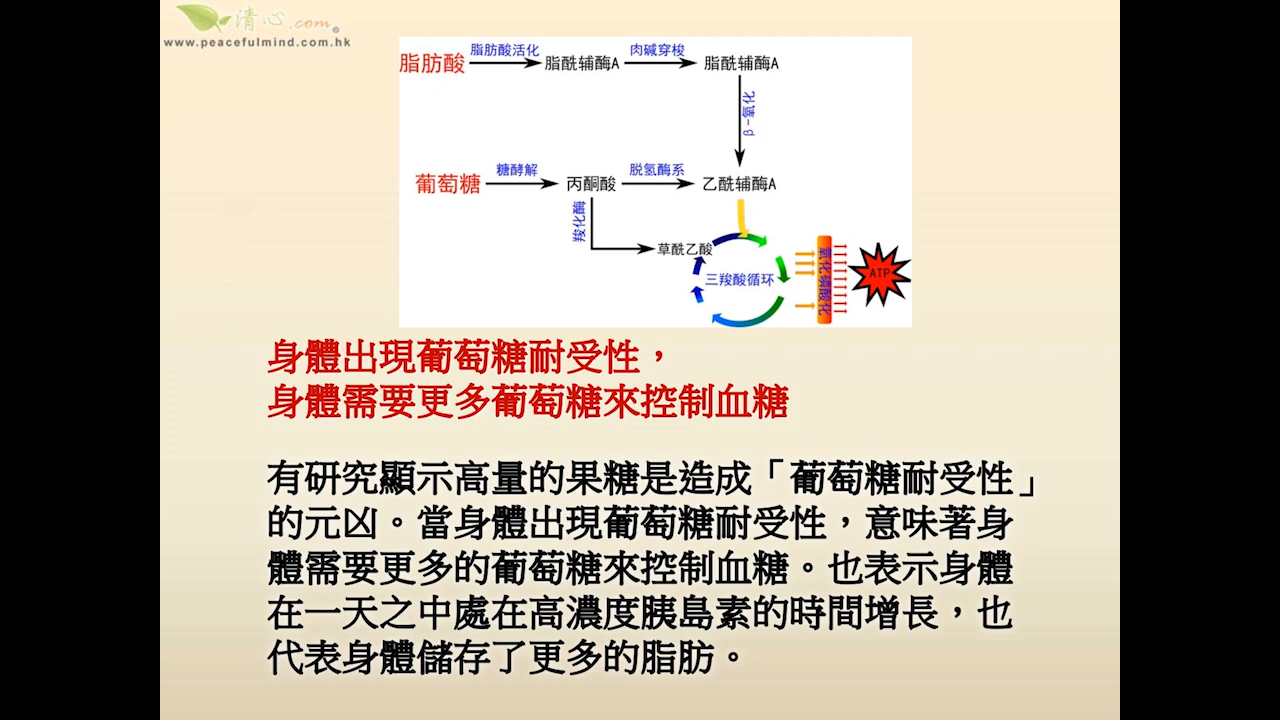 清心.com®
www.peacefulmind.com.hk
脂肪酸 脂肪酸活化 脂酰辅酶A 肉碱穿梭 脂酰辅酶A
β-氧化
葡萄糖 糖酵解 丙酮酸 脱氢酶系 乙酰辅酶A
羧化酶
草酰乙酸
三羧酸循环
氧化磷酸化
ATP
身體出現葡萄糖耐受性，
身體需要更多葡萄糖來控制血糖
有研究顯示高量的果糖是造成「葡萄糖耐受性」
的元凶。當身體出現葡萄糖耐受性，意味著身
體需要更多的葡萄糖來控制血糖。也表示身體
在一天之中處在高濃度胰島素的時間增長，也
代表身體儲存了更多的脂肪。